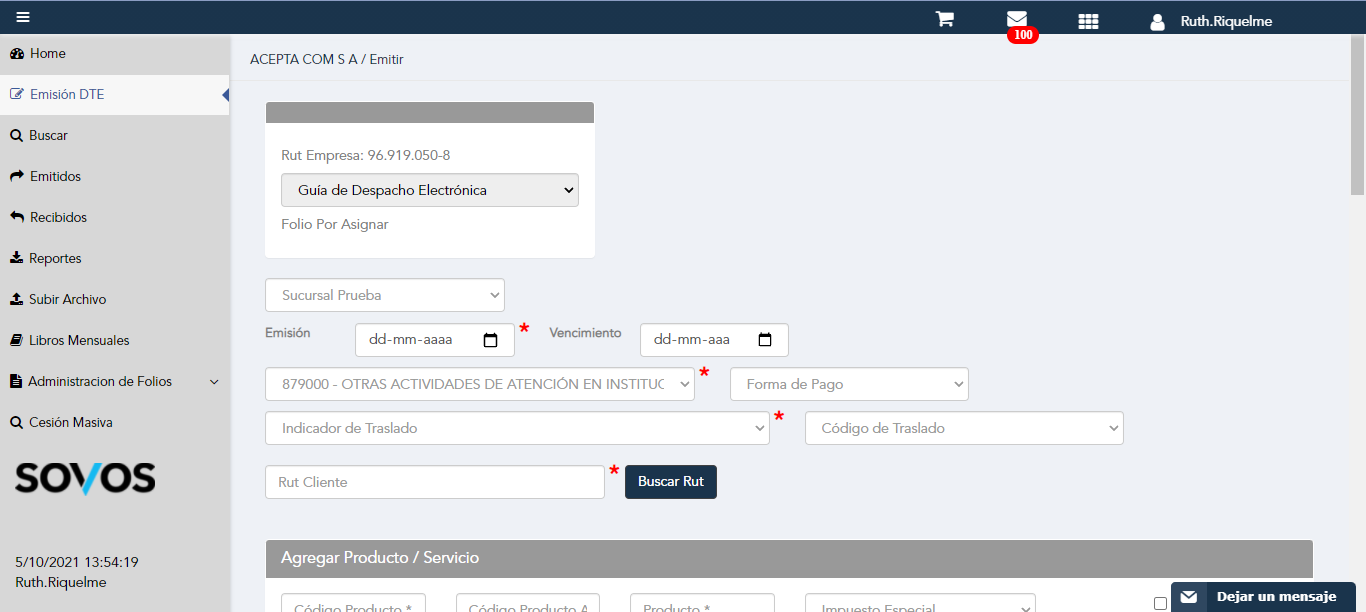 100
Ruth.Riquelme
Home
Emisión DTE
Buscar
Emitidos
Recibidos
Reportes
Subir Archivo
Libros Mensuales
Administracion de Folios
Cesión Masiva
SOVOS
5/10/2021 13:54:19
Ruth.Riquelme
ACEPTA COM S A / Emitir
Rut Empresa: 96.919.050-8
Guía de Despacho Electrónica
Folio Por Asignar
Sucursal Prueba
Emisión dd-mm-aaaa * Vencimiento dd-mm-aaa
879000 - OTRAS ACTIVIDADES DE ATENCIÓN EN INSTITUC * Forma de Pago
Indicador de Traslado * Código de Traslado
Rut Cliente * Buscar Rut
Agregar Producto / Servicio
Código Producto * Código Producto A Producto * Impuesto Especial
Dejar un mensaje